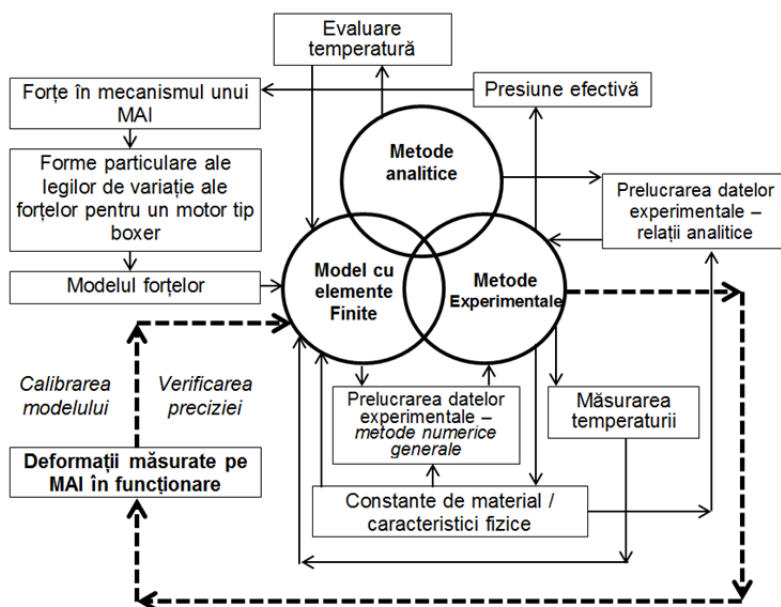 Evaluare
temperatură
Forțe în mecanismul unui
MAI
Presiune efectivă
Metode
analitice
Forme particulare ale
legilor de variație ale
forțelor pentru un motor tip
boxer
Prelucrarea datelor
experimentale –
relații analitice
Modelul forțelor
Model cu
elemente
Finite
Metode
Experimentale
Calibrarea
modelului
Verificarea
preciziei
Prelucrarea datelor
experimentale –
metode numerice
generale
Măsurarea
temperaturii
Deformații măsurate pe
MAI în funcționare
Constante de material /
caracteristici fizice